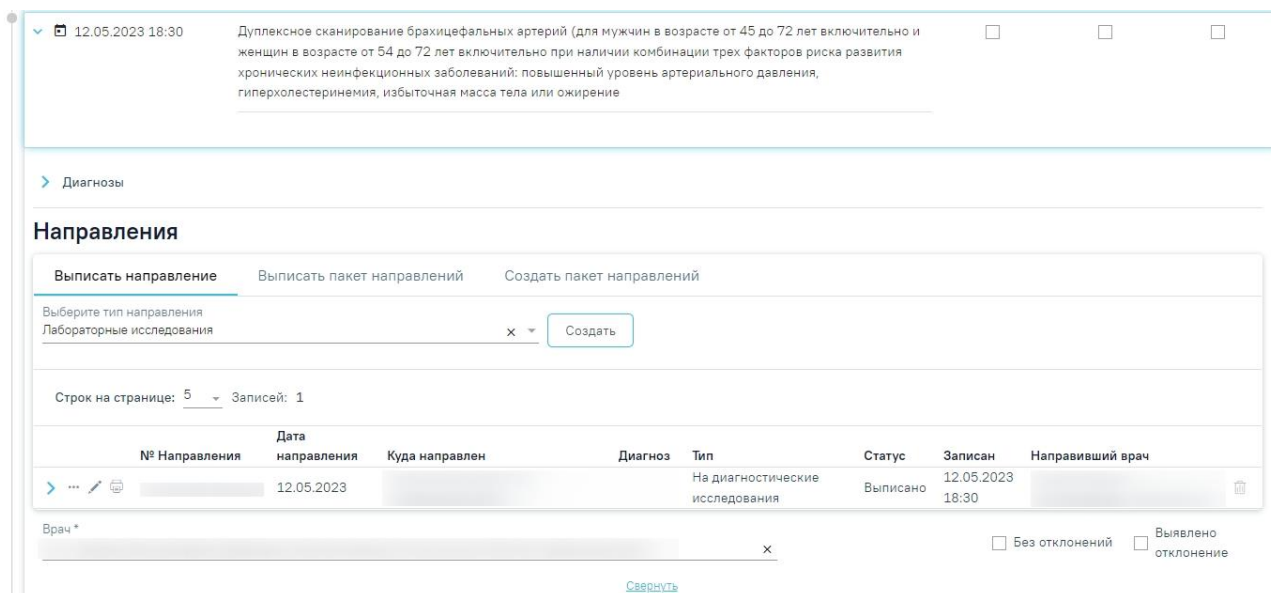 12.05.2023 18:30
Дуплексное сканирование брахицефальных артерий (для мужчин в возрасте от 45 до 72 лет включительно и
женщин в возрасте от 54 до 72 лет включительно при наличии комбинации трех факторов риска развития
хронических неинфекционных заболеваний: повышенный уровень артериального давления,
гиперхолестеринемия, избыточная масса тела или ожирение
Диагнозы
Направления
Выписать направление Выписать пакет направлений Создать пакет направлений
Выберите тип направления
Лабораторные исследования
Создать
Строк на странице: 5 Записей: 1
№ Направления Дата направления Куда направлен Диагноз Тип Статус Записан Направивший врач
12.05.2023 На диагностические исследования Выписано 12.05.2023 18:30
Врач *
Без отклонений Выявлено отклонение
Свернуть